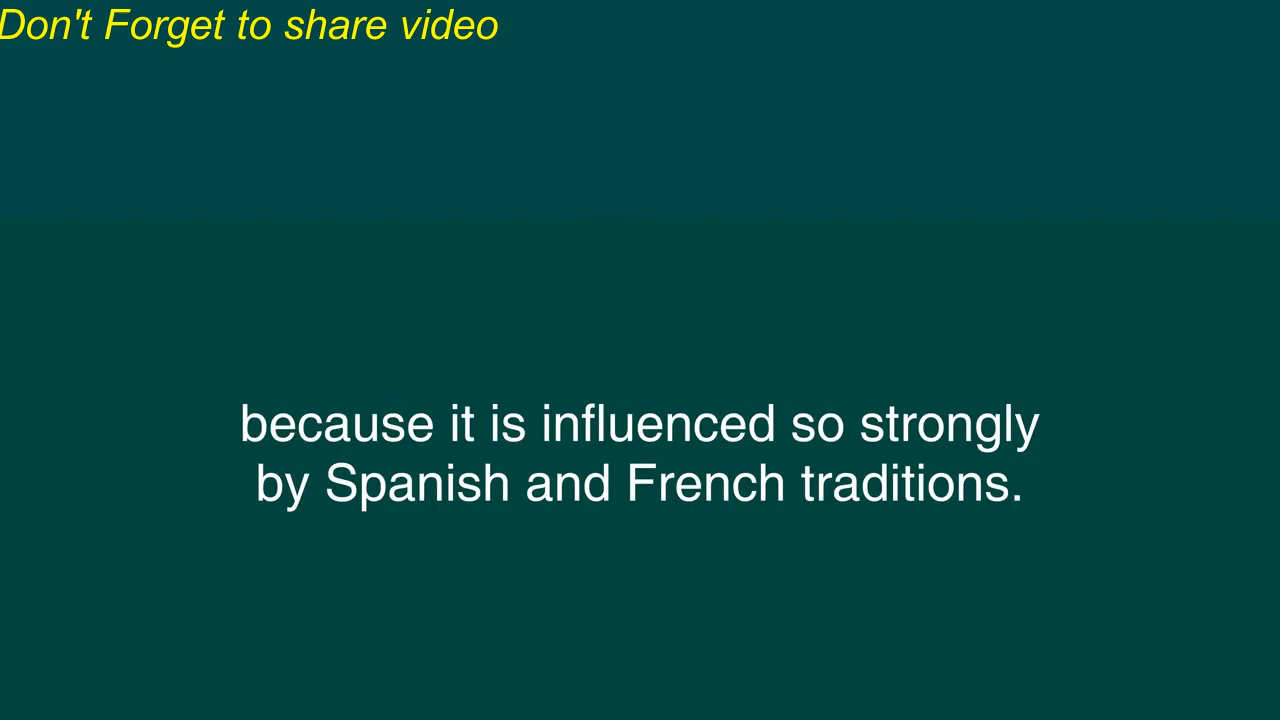 Don't Forget to share video
because it is influenced so strongly
by Spanish and French traditions.